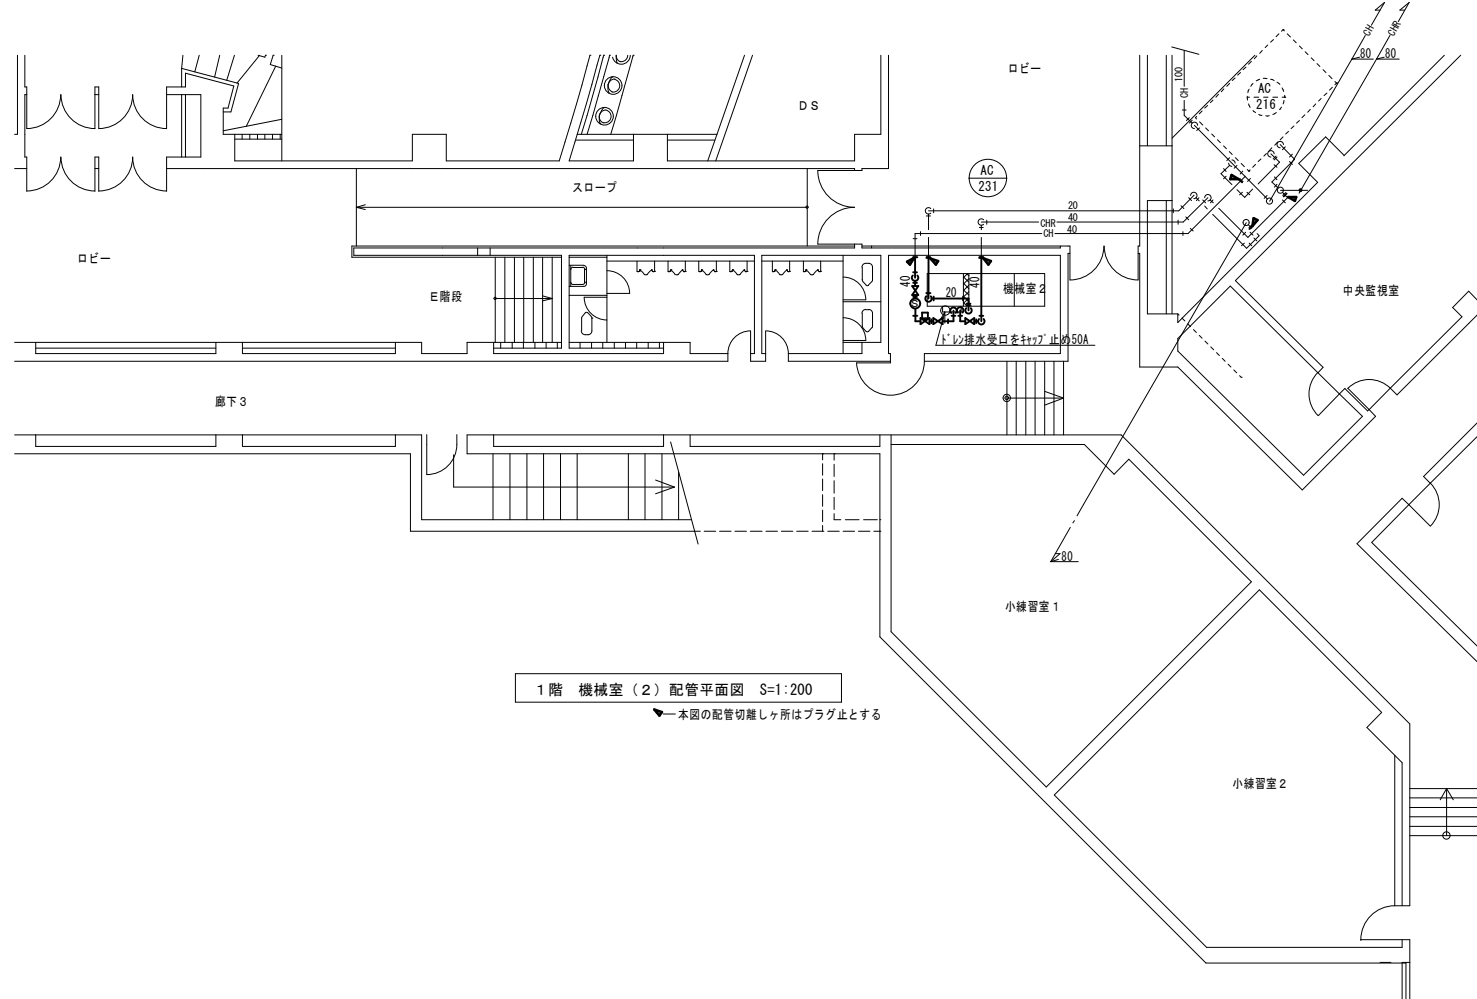 CH
CHR
80
80
ロビー
CH 100
AC
216
DS
スロープ
AC
231
20
CHR 40
CH 40
ロビー
E階段
40
20
40
機械室2
S
中央監視室
ドレン排水受口をキャップ止め50A
廊下3
80
小練習室1
1階 機械室(2)配管平面図 S=1:200
本図の配管切離しヶ所はプラグ止とする
小練習室2